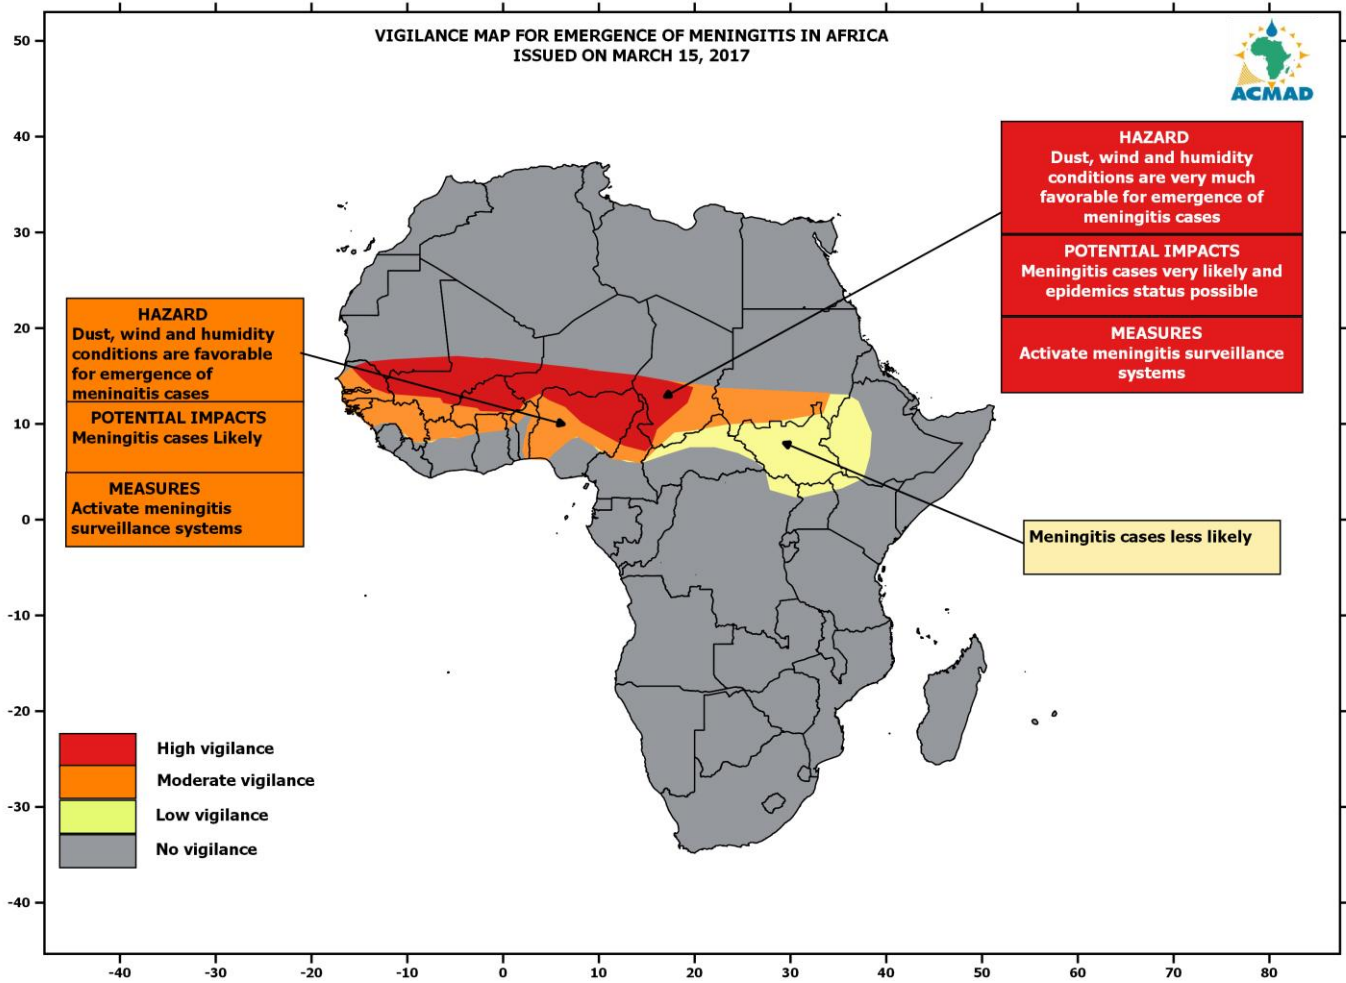 VIGILANCE MAP FOR EMERGENCE OF MENINGITIS IN AFRICA
ISSUED ON MARCH 15, 2017
ACMAD
HAZARD
Dust, wind and humidity
conditions are very much
favorable for emergence of
meningitis cases
POTENTIAL IMPACTS
Meningitis cases very likely and
epidemics status possible
MEASURES
Activate meningitis surveillance
systems
HAZARD
Dust, wind and humidity
conditions are favorable
for emergence of
meningitis cases
POTENTIAL IMPACTS
Meningitis cases Likely
MEASURES
Activate meningitis
surveillance systems
Meningitis cases less likely
High vigilance
Moderate vigilance
Low vigilance
No vigilance
50
40
30
20
10
0
-10
-20
-30
-40
-40 -30 -20 -10 0 10 20 30 40 50 60 70 80